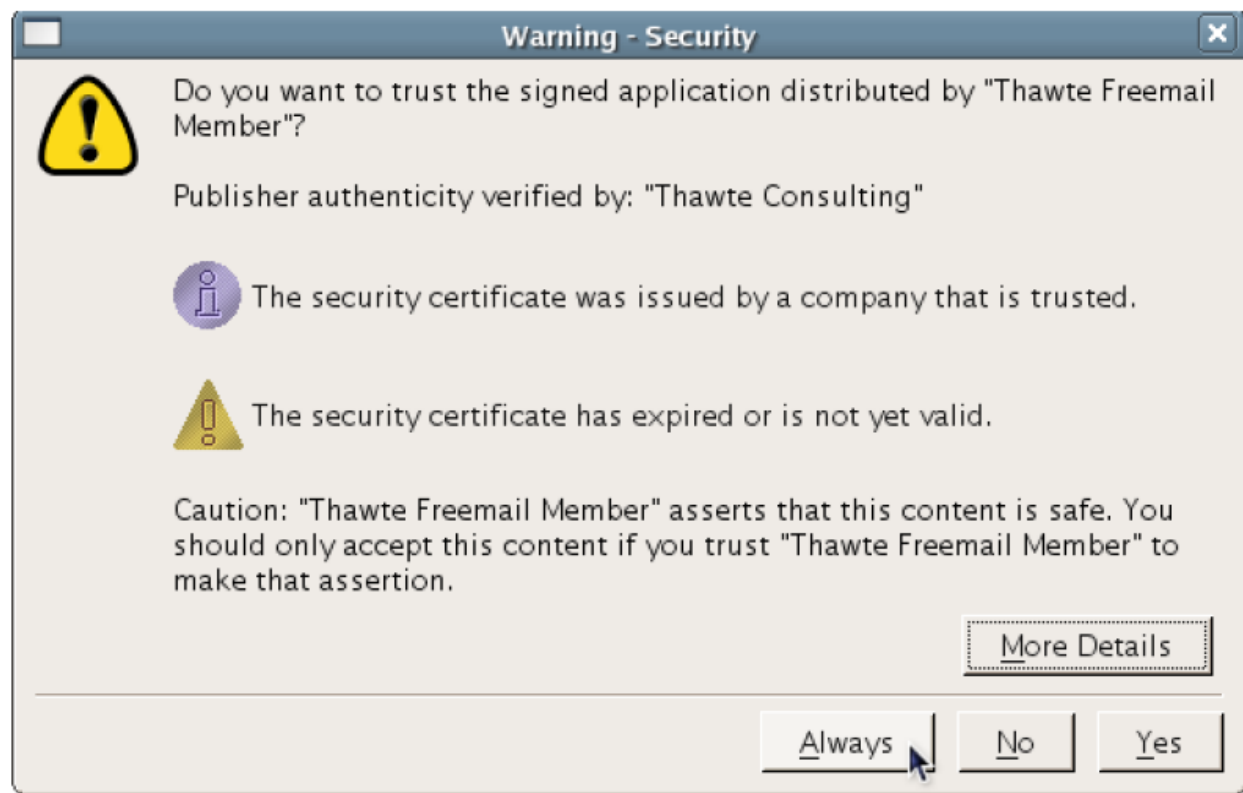 Warning - Security
Do you want to trust the signed application distributed by "Thawte Freemail
Member"?
Publisher authenticity verified by: "Thawte Consulting"
The security certificate was issued by a company that is trusted.
The security certificate has expired or is not yet valid.
Caution: "Thawte Freemail Member" asserts that this content is safe. You
should only accept this content if you trust "Thawte Freemail Member" to
make that assertion.
More Details
Always
No
Yes